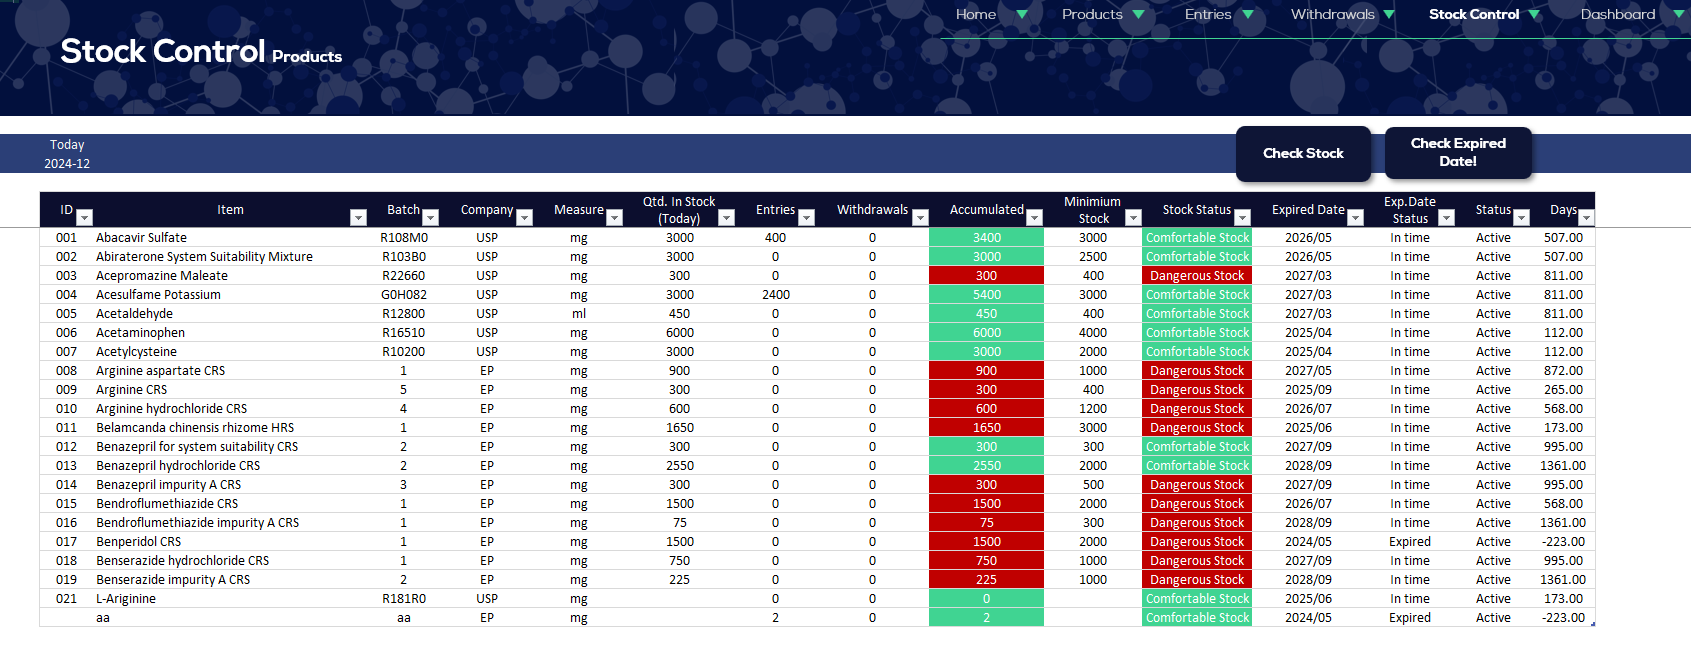 Home Products Entries Withdrawals Stock Control Dashboard
Stock Control Products
Today
2024-12
Check Stock
Check Expired
Date!
ID Item Batch Company Measure Qtd. In Stock (Today) Entries Withdrawals Accumulated Minimium Stock Stock Status Expired Date Exp.Date Status Status Days
001 Abacavir Sulfate R108M0 USP mg 3000 400 0 3400 3000 Comfortable Stock 2026/05 In time Active 507.00
002 Abiraterone System Suitability Mixture R103B0 USP mg 3000 0 0 3000 2500 Comfortable Stock 2026/05 In time Active 507.00
003 Acepromazine Maleate R22660 USP mg 300 0 0 300 400 Dangerous Stock 2027/03 In time Active 811.00
004 Acesulfame Potassium G0H082 USP mg 3000 2400 0 5400 3000 Comfortable Stock 2027/03 In time Active 811.00
005 Acetaldehyde R12800 USP ml 450 0 0 450 400 Comfortable Stock 2027/03 In time Active 811.00
006 Acetaminophen R16510 USP mg 6000 0 0 6000 4000 Comfortable Stock 2025/04 In time Active 112.00
007 Acetylcysteine R10200 USP mg 3000 0 0 3000 2000 Comfortable Stock 2025/04 In time Active 112.00
008 Arginine aspartate CRS 1 EP mg 900 0 0 900 1000 Dangerous Stock 2027/05 In time Active 872.00
009 Arginine CRS 5 EP mg 300 0 0 300 400 Dangerous Stock 2025/09 In time Active 265.00
010 Arginine hydrochloride CRS 4 EP mg 600 0 0 600 1200 Dangerous Stock 2026/07 In time Active 568.00
011 Belamcanda chinensis rhizome HRS 1 EP mg 1650 0 0 1650 3000 Dangerous Stock 2025/06 In time Active 173.00
012 Benazepril for system suitability CRS 2 EP mg 300 0 0 300 300 Comfortable Stock 2027/09 In time Active 995.00
013 Benazepril hydrochloride CRS 2 EP mg 2550 0 0 2550 2000 Comfortable Stock 2028/09 In time Active 1361.00
014 Benazepril impurity A CRS 3 EP mg 300 0 0 300 500 Dangerous Stock 2027/09 In time Active 995.00
015 Bendroflumethiazide CRS 1 EP mg 1500 0 0 1500 2000 Dangerous Stock 2026/07 In time Active 568.00
016 Bendroflumethiazide impurity A CRS 1 EP mg 75 0 0 75 300 Dangerous Stock 2028/09 In time Active 1361.00
017 Benperidol CRS 1 EP mg 1500 0 0 1500 2000 Dangerous Stock 2024/05 Expired Active -223.00
018 Benserazide hydrochloride CRS 1 EP mg 750 0 0 750 1000 Dangerous Stock 2027/09 In time Active 995.00
019 Benserazide impurity A CRS 2 EP mg 225 0 0 225 1000 Dangerous Stock 2028/09 In time Active 1361.00
021 L-Ariginine R181R0 USP mg 0 0 0 Comfortable Stock 2025/06 In time Active 173.00
aa aa EP mg 2 0 2 Comfortable Stock 2024/05 Expired Active -223.00